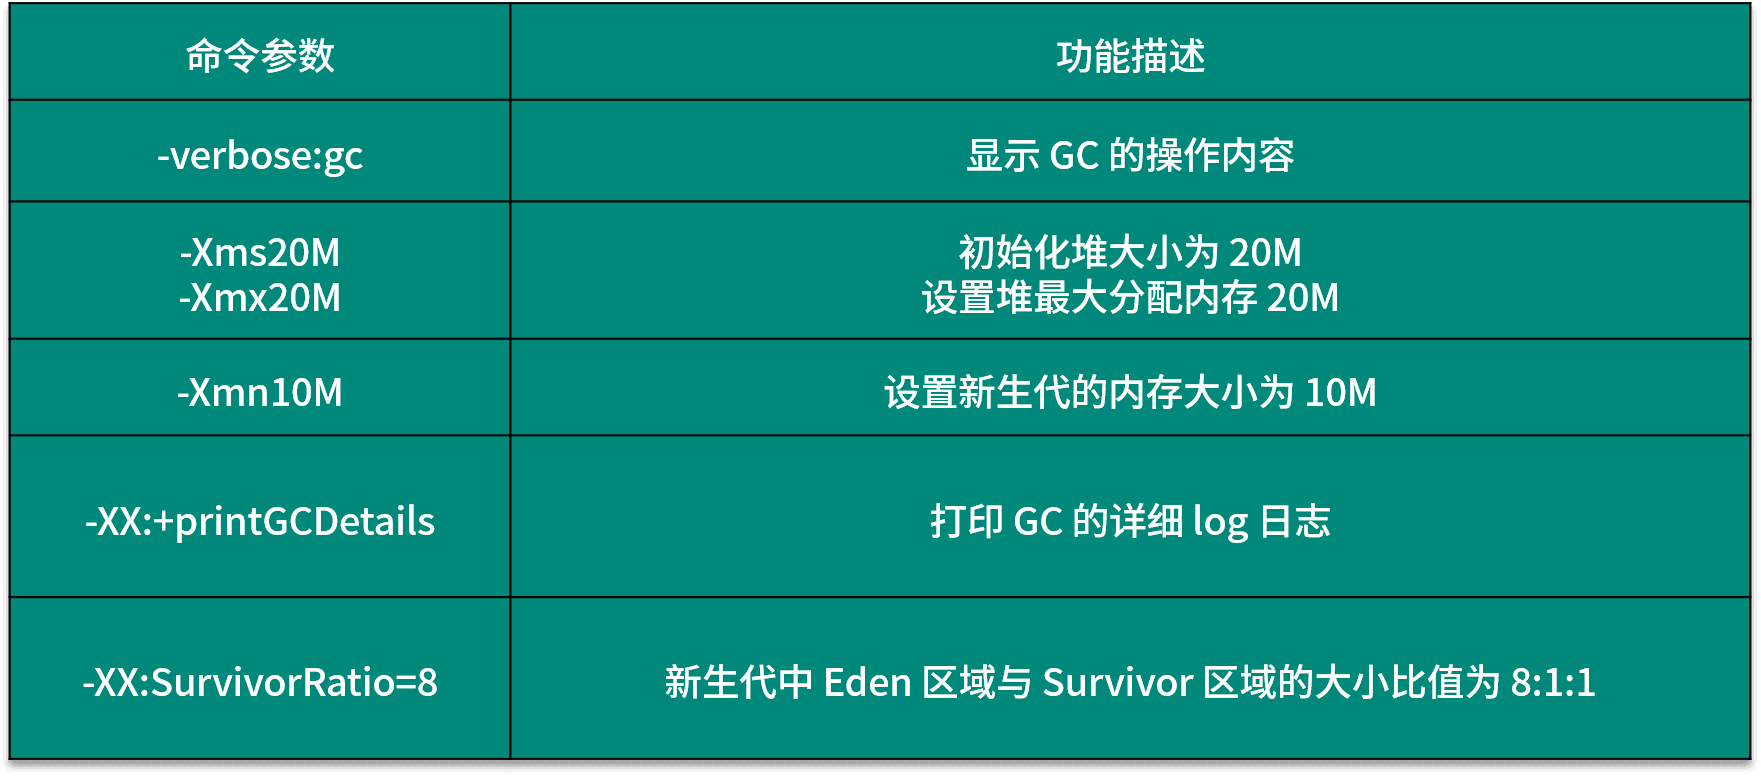 命令参数
功能描述
-verbose:gc
显示 GC 的操作内容
-Xms20M
-Xmx20M
初始化堆大小为 20M
设置堆最大分配内存 20M
-Xmn10M
设置新生代的内存大小为 10M
-XX:+printGCDetails
打印 GC 的详细 log 日志
-XX:SurvivorRatio=8
新生代中 Eden 区域与 Survivor 区域的大小比值为 8:1:1